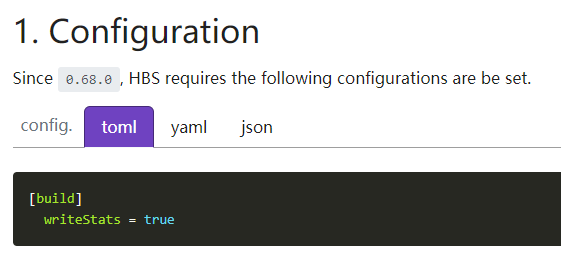 1. Configuration
Since 0.68.0, HBS requires the following configurations are be set.
config. toml yaml json
[build]
  writeStats = true